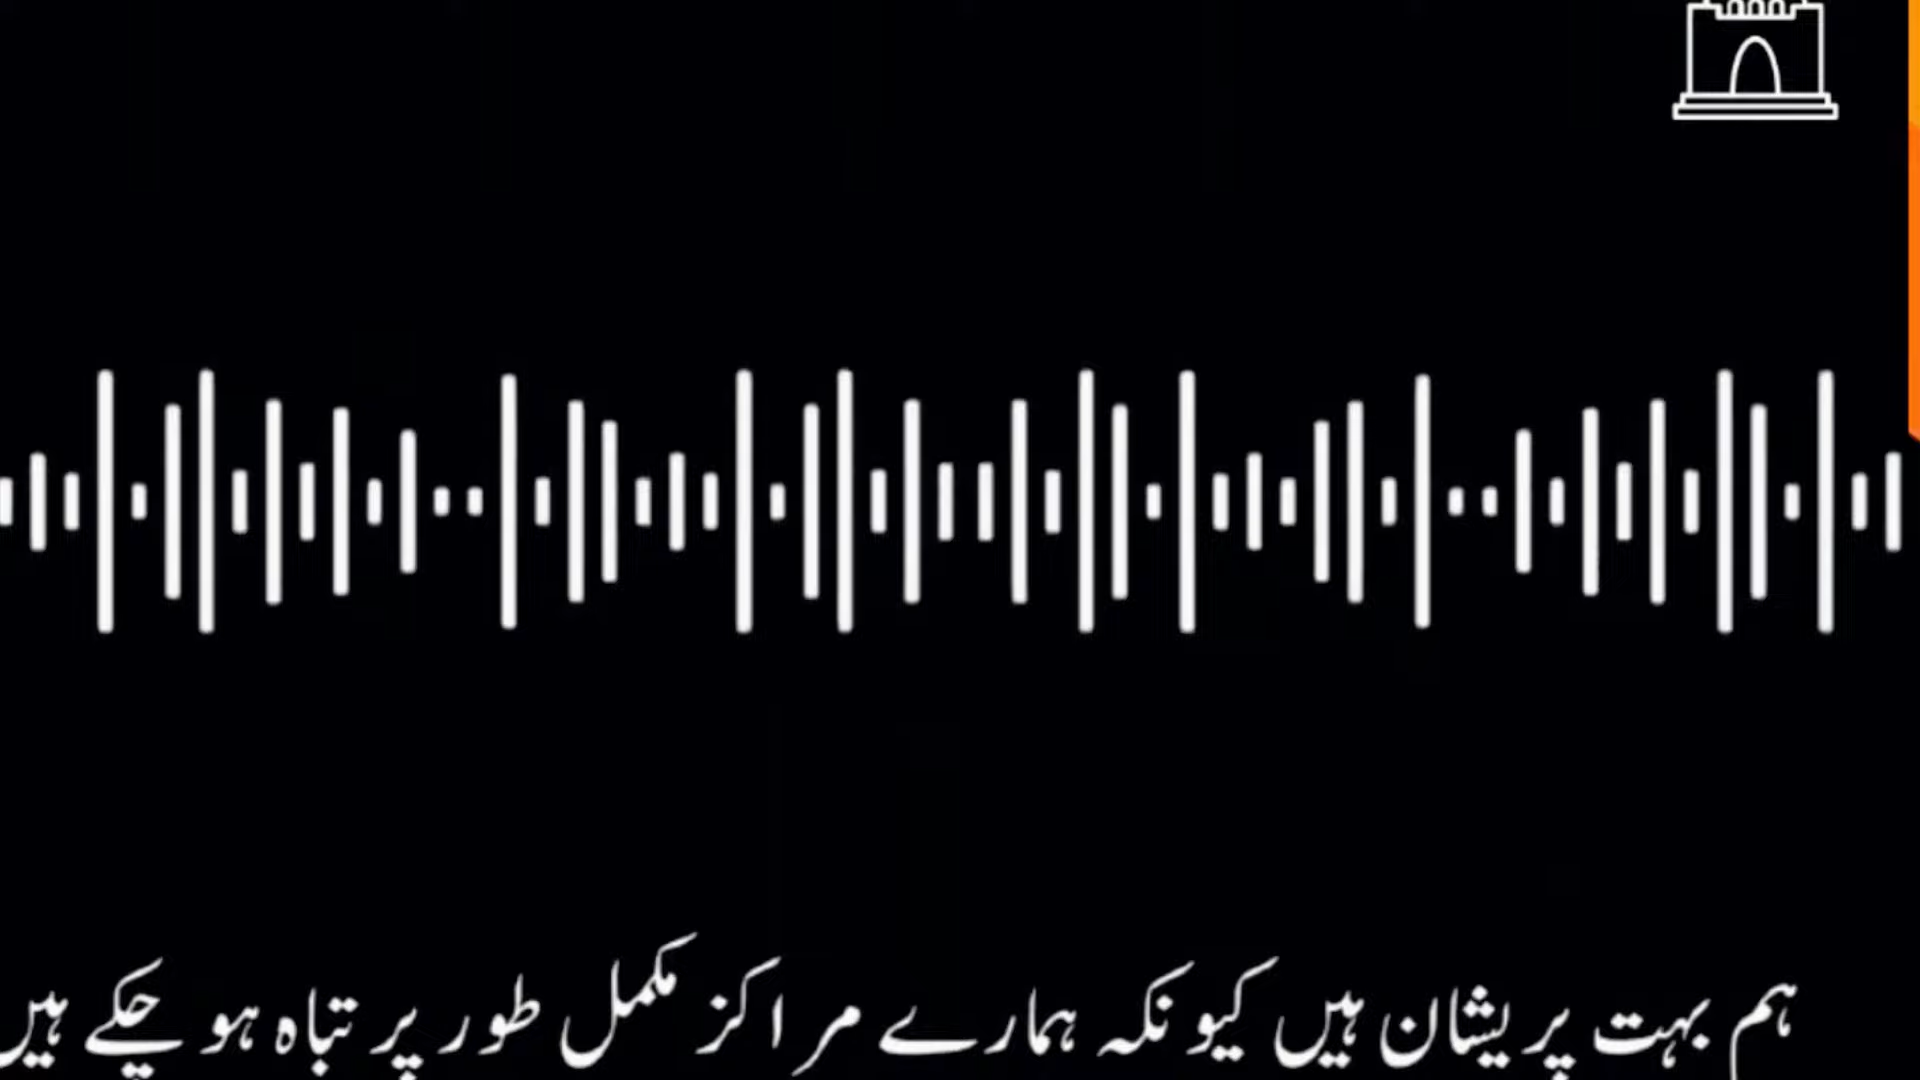 ہم بہت پریشان ہیں کیونکہ ہمارے مراکز مکمل طور پر تباہ ہو چکے ہیں